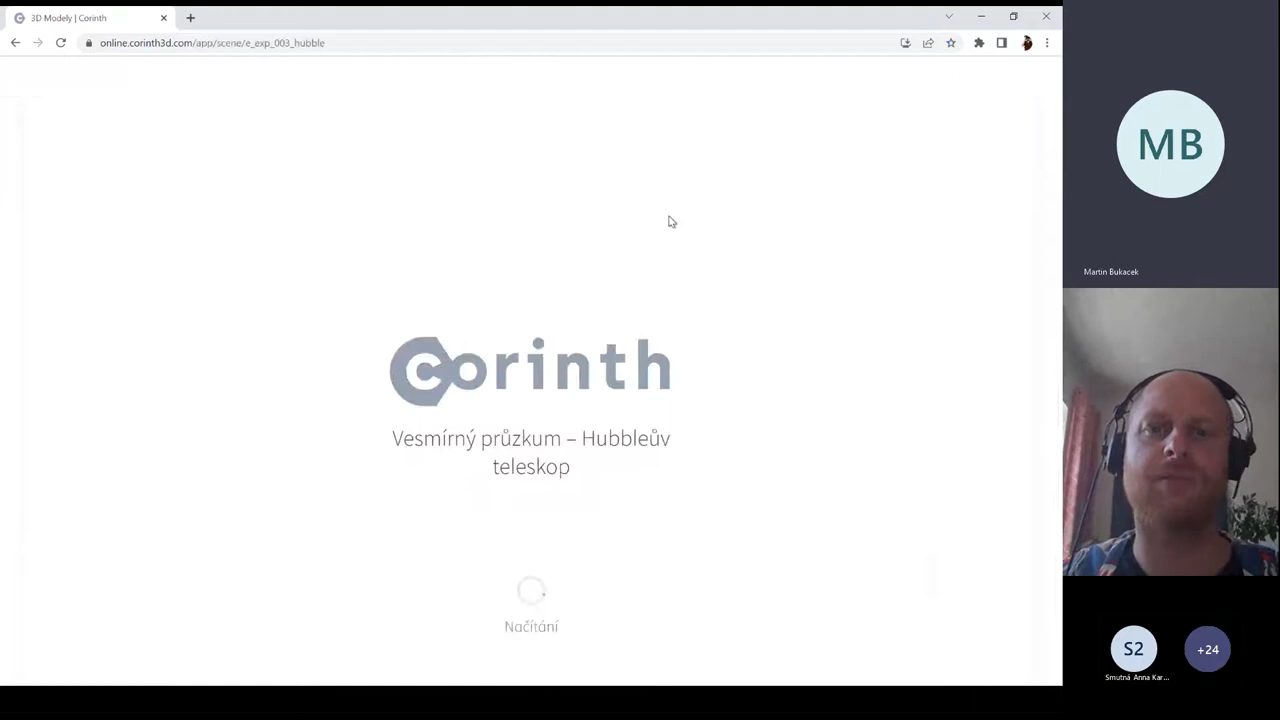 3D Modely | Corinth
online.corinth3d.com/app/scene/e_exp_003_hubble
corinth
Vesmírný průzkum – Hubbleův
teleskop
Načítání
MB
Martin Bukacek
S2
+24
Smutná Anna Kar...